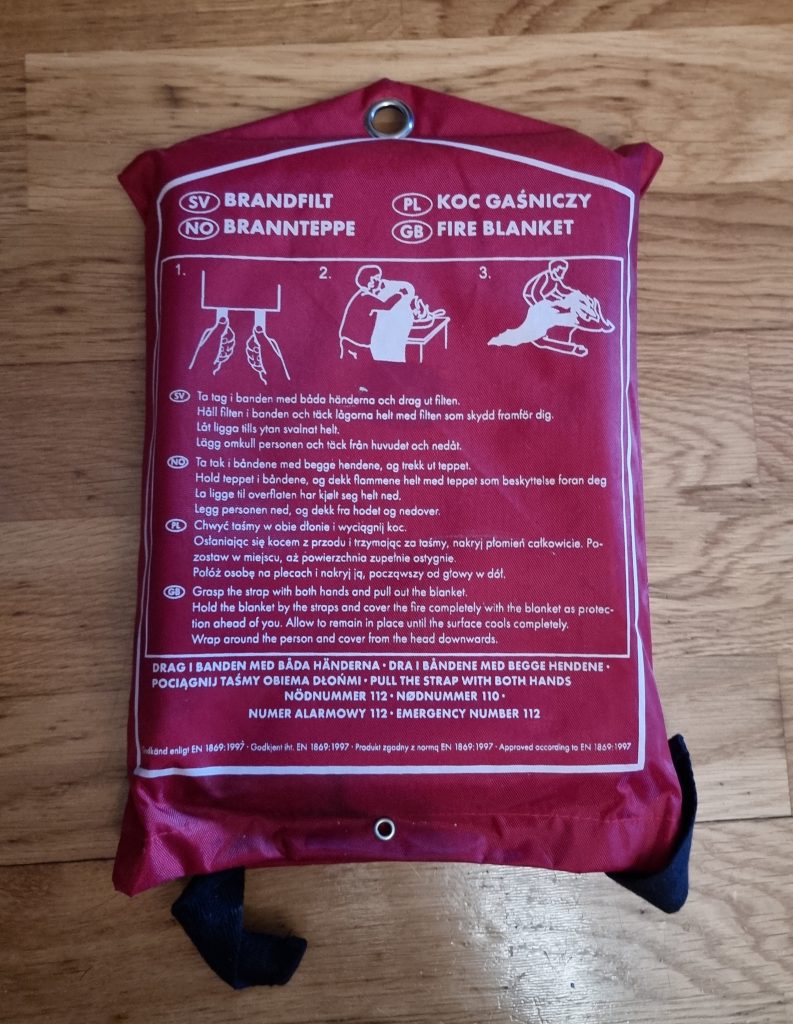 SV BRANDFILT
NO BRANNTEPPE
PL KOC GAŚNICZY
GB FIRE BLANKET
1.
2.
3.
SV Ta tag i banden med båda händerna och drag ut filten.
Håll filten i banden och täck lågorna helt med filten som skydd framför dig.
Låt ligga tills ytan svalnat helt.
Lägg omkull personen och täck från huvudet och nedåt.
NO Ta tak i båndene med begge hendene, og trekk ut teppet.
Hold teppet i båndene, og dekk flammene helt med teppet som beskyttelse foran deg
La ligge til overflaten har kjølt seg helt ned.
Legg personen ned, og dekk fra hodet og nedover.
PL Chwyć taśmy w obie dłonie i wyciągnij koc.
Osłaniając się kocem z przodu i trzymając za taśmy, nakryj płomień całkowicie. Po-
zostaw w miejscu, aż powierzchnia zupełnie ostygnie.
Połóż osobę na plecach i nakryj ją, począwszy od głowy w dół.
GB Grasp the strap with both hands and pull out the blanket.
Hold the blanket by the straps and cover the fire completely with the blanket as protec-
tion ahead of you. Allow to remain in place until the surface cools completely.
Wrap around the person and cover from the head downwards.
DRAG I BANDEN MED BÅDA HÄNDERNA · DRA I BÅNDENE MED BEGGE HENDENE ·
POCIĄGNIJ TAŚMY OBIEMA DŁOŃMI · PULL THE STRAP WITH BOTH HANDS
NÖDNUMMER 112 · NØDNUMMER 110 ·
NUMER ALARMOWY 112 · EMERGENCY NUMBER 112
enligt EN 1869:1997 · Godkjent iht. EN 1869:1997 · Produkt zgodny z normą EN 1869:1997 · Approved according to EN 1869:1997